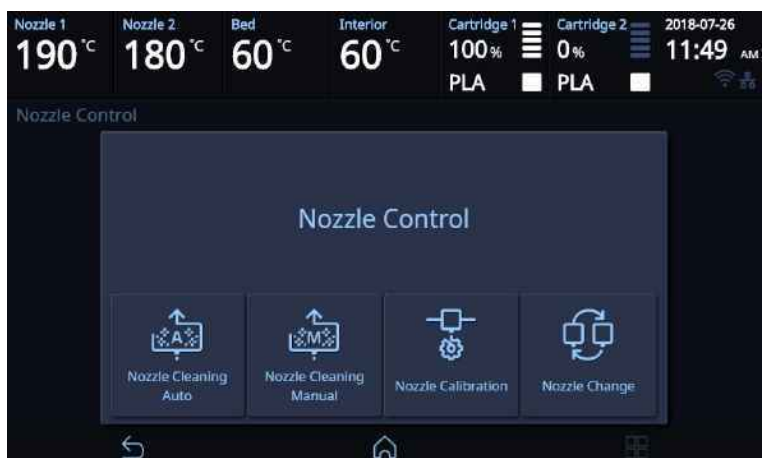 Nozzle 1
190 °C
Nozzle 2
180 °C
Bed
60 °C
Interior
60 °C
Cartridge 1
100 %
PLA
Cartridge 2
0 %
PLA
2018-07-26
11:49 AM
Nozzle Control
Nozzle Control
A
Nozzle Cleaning
Auto
M
Nozzle Cleaning
Manual
Nozzle Calibration
Nozzle Change